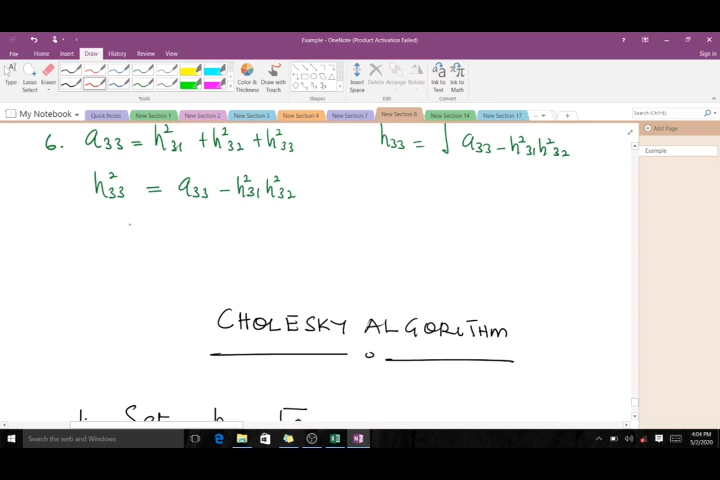 Example - OneNote (Product Activation Failed)
Sign in
File Home Insert Draw History Review View
Type Lasso Select Eraser Color & Thickness Draw with Touch Insert Space Delete Arrange Rotate Ink to Text Ink to Math
Tools Shapes Edit Convert
My Notebook Quick Notes New Section 1 New Section 2 New Section 3 New Section 4 New Section 7 New Section 8 New Section 14 New Section 17 Search (Ctrl+E)
Add Page
Example
6. a₃₃ = h²₃₁ + h²₃₂ + h²₃₃ h₃₃ = √ a₃₃ - h²₃₁h²₃₂
h²₃₃ = a₃₃ - h²₃₁h²₃₂
CHOLESKY ALGORITHM
1. Set h
Search the web and Windows
4:04 PM
5/2/2020